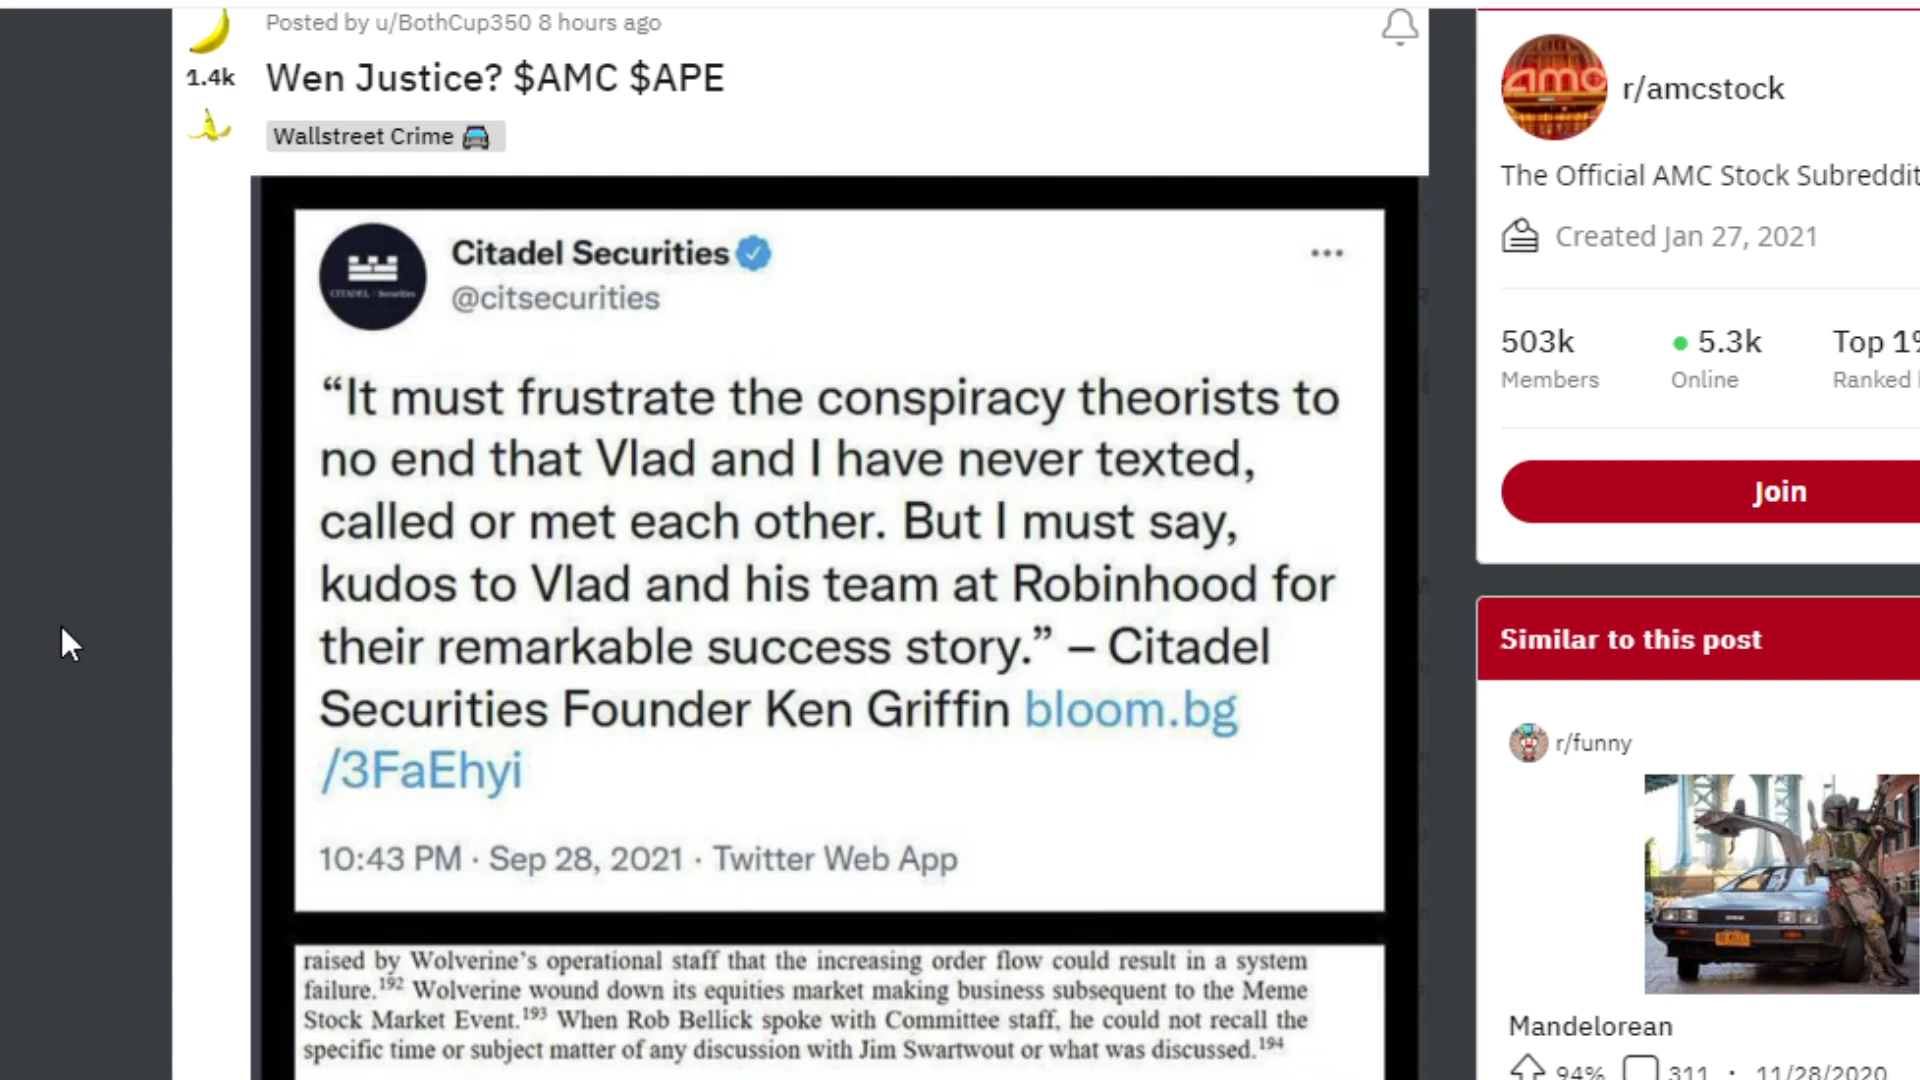 Posted by u/BothCup350 8 hours ago
1.4k
Wen Justice? $AMC $APE
Wallstreet Crime
Citadel Securities
@citsecurities
CITADEL | Securities
“It must frustrate the conspiracy theorists to
no end that Vlad and I have never texted,
called or met each other. But I must say,
kudos to Vlad and his team at Robinhood for
their remarkable success story.” – Citadel
Securities Founder Ken Griffin bloom.bg
/3FaEhyi
10:43 PM · Sep 28, 2021 · Twitter Web App
raised by Wolverine’s operational staff that the increasing order flow could result in a system
failure.192 Wolverine wound down its equities market making business subsequent to the Meme
Stock Market Event.193 When Rob Bellick spoke with Committee staff, he could not recall the
specific time or subject matter of any discussion with Jim Swartwout or what was discussed.194
amc
r/amcstock
The Official AMC Stock Subreddit
Created Jan 27, 2021
503k
5.3k
Top 1%
Members
Online
Ranked
Join
Similar to this post
r/funny
Mandelorean
94%
311 · 11/28/2020